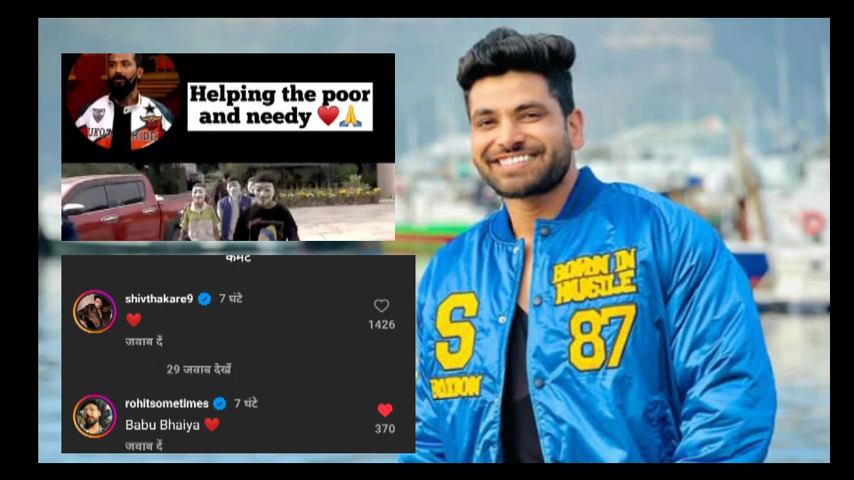 Helping the poor
and needy ❤️🙏
कमेंट
shivthakare9 7 घंटे
❤️
1426
जवाब दें
29 जवाब देखें
rohitsometimes 7 घंटे
Babu Bhaiya ❤️
370
जवाब दें
BORN IN
HUSTLE
S
87